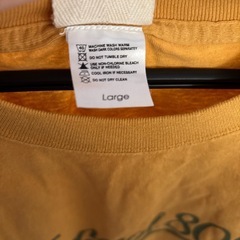 MACHINE WASH WARM
WASH DARK COLORS SEPARATELY
DO NOT TUMBLE DRY
USE NON-CHLORINE BLEACH
ONLY IF NEEDED
COOL IRON IF NECESSARY
DO NOT DRY CLEAN
Large